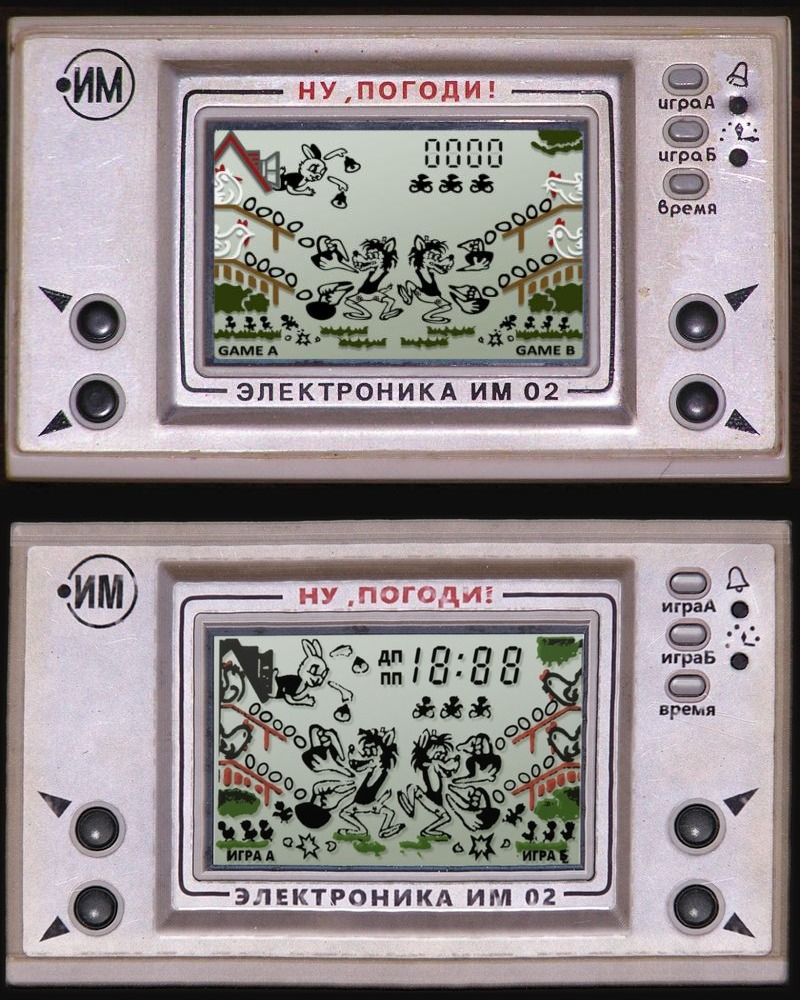 ИМ
НУ ,ПОГОДИ!
играА
играБ
время
0000
GAME A
GAME B
ЭЛЕКТРОНИКА ИМ 02
ИМ
НУ ,ПОГОДИ!
играА
играБ
время
ДП
ПП
18:88
ИГРА А
ИГРА Б
ЭЛЕКТРОНИКА ИМ 02